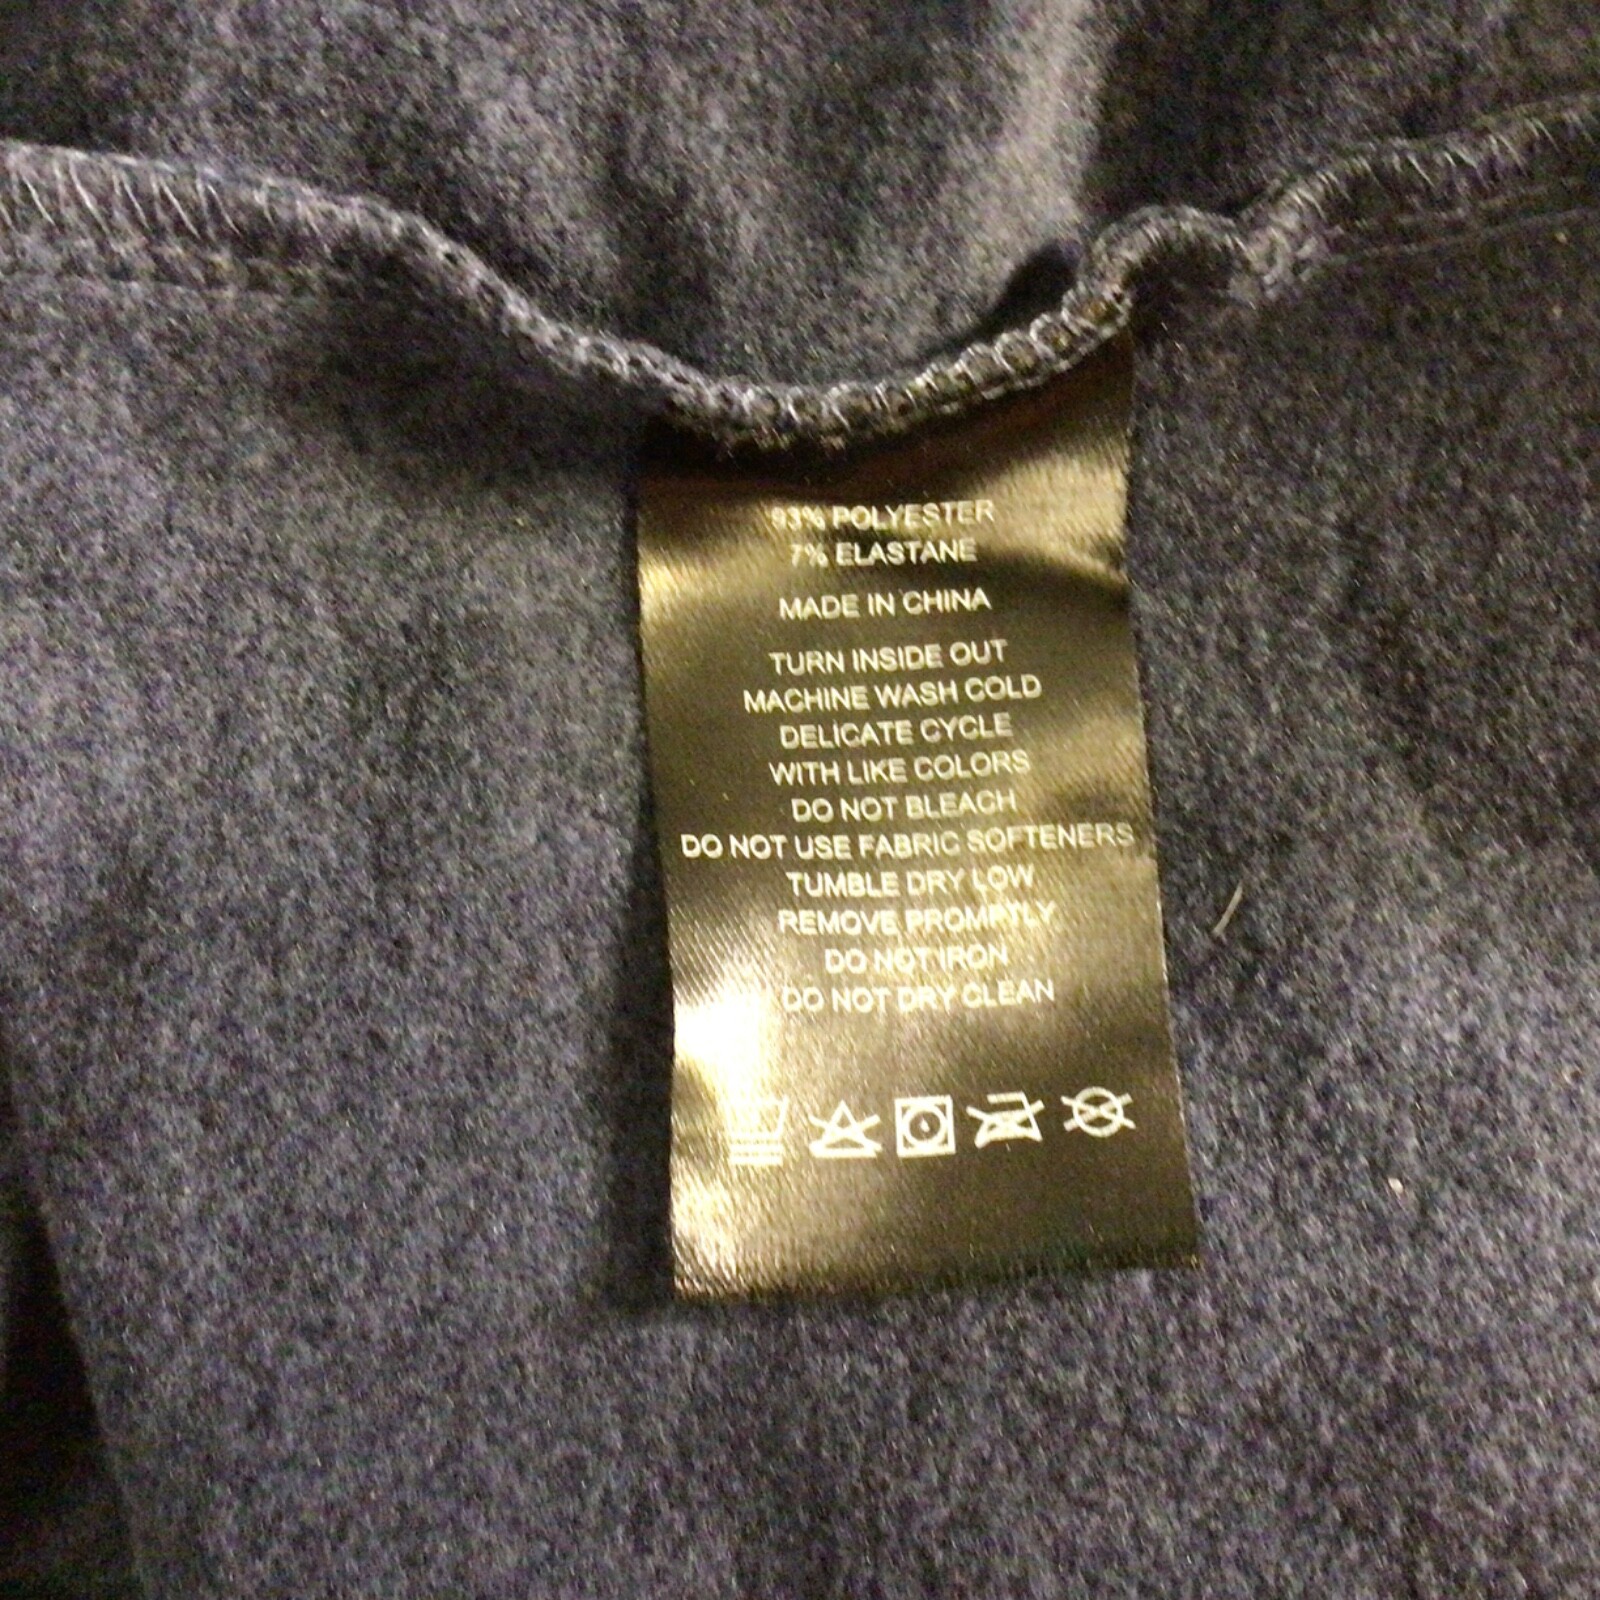 93% POLYESTER
7% ELASTANE
MADE IN CHINA
TURN INSIDE OUT
MACHINE WASH COLD
DELICATE CYCLE
WITH LIKE COLORS
DO NOT BLEACH
DO NOT USE FABRIC SOFTENERS
TUMBLE DRY LOW
REMOVE PROMPTLY
DO NOT IRON
DO NOT DRY CLEAN